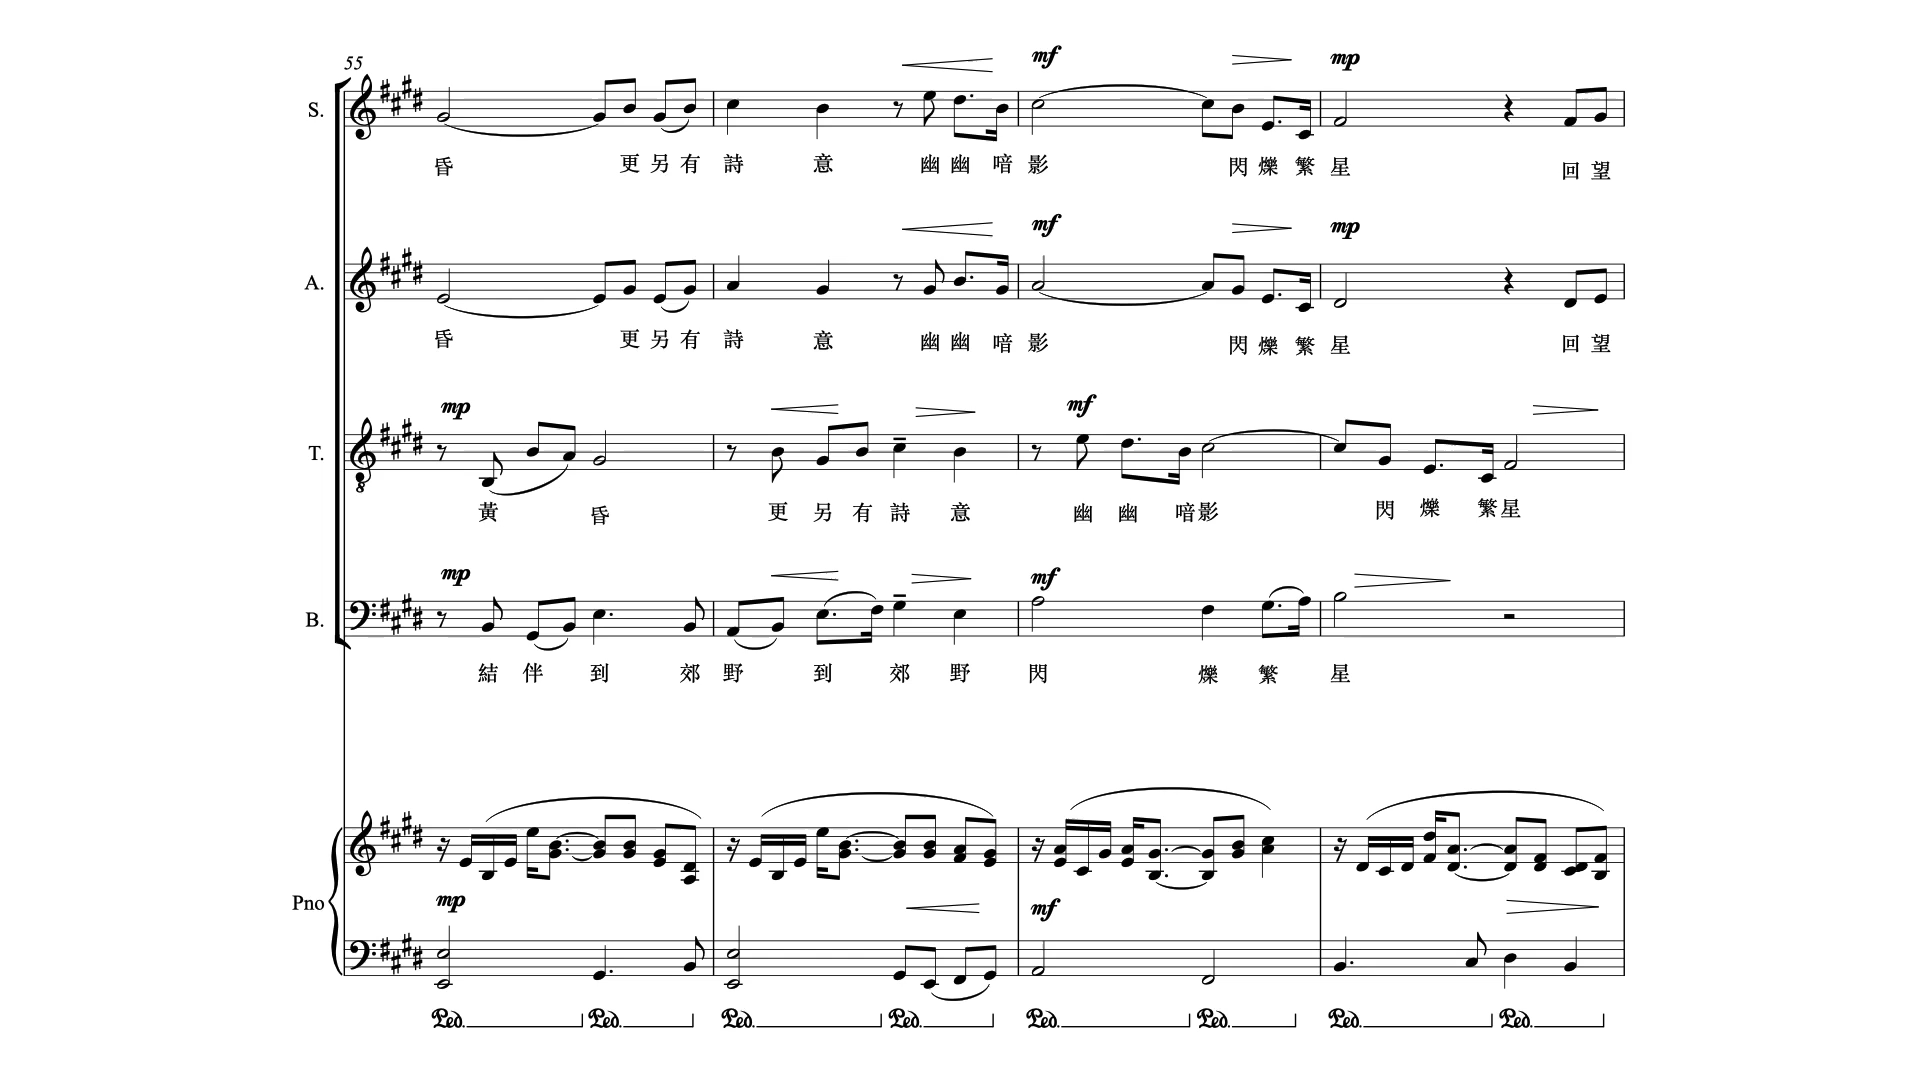 55
mf
mp
S.
昏 更 另 有 詩 意 幽 幽 喑 影 閃 爍 繁 星 回 望
mf
mp
A.
昏 更 另 有 詩 意 幽 幽 喑 影 閃 爍 繁 星 回 望
mp
mf
T.
8
黃 昏 更 另 有 詩 意 幽 幽 喑 影 閃 爍 繁 星
mp
mf
B.
結 伴 到 郊 野 到 郊 野 閃 爍 繁 星
Pno
mp
mf
Ped. Ped. Ped. Ped. Ped. Ped. Ped. Ped.